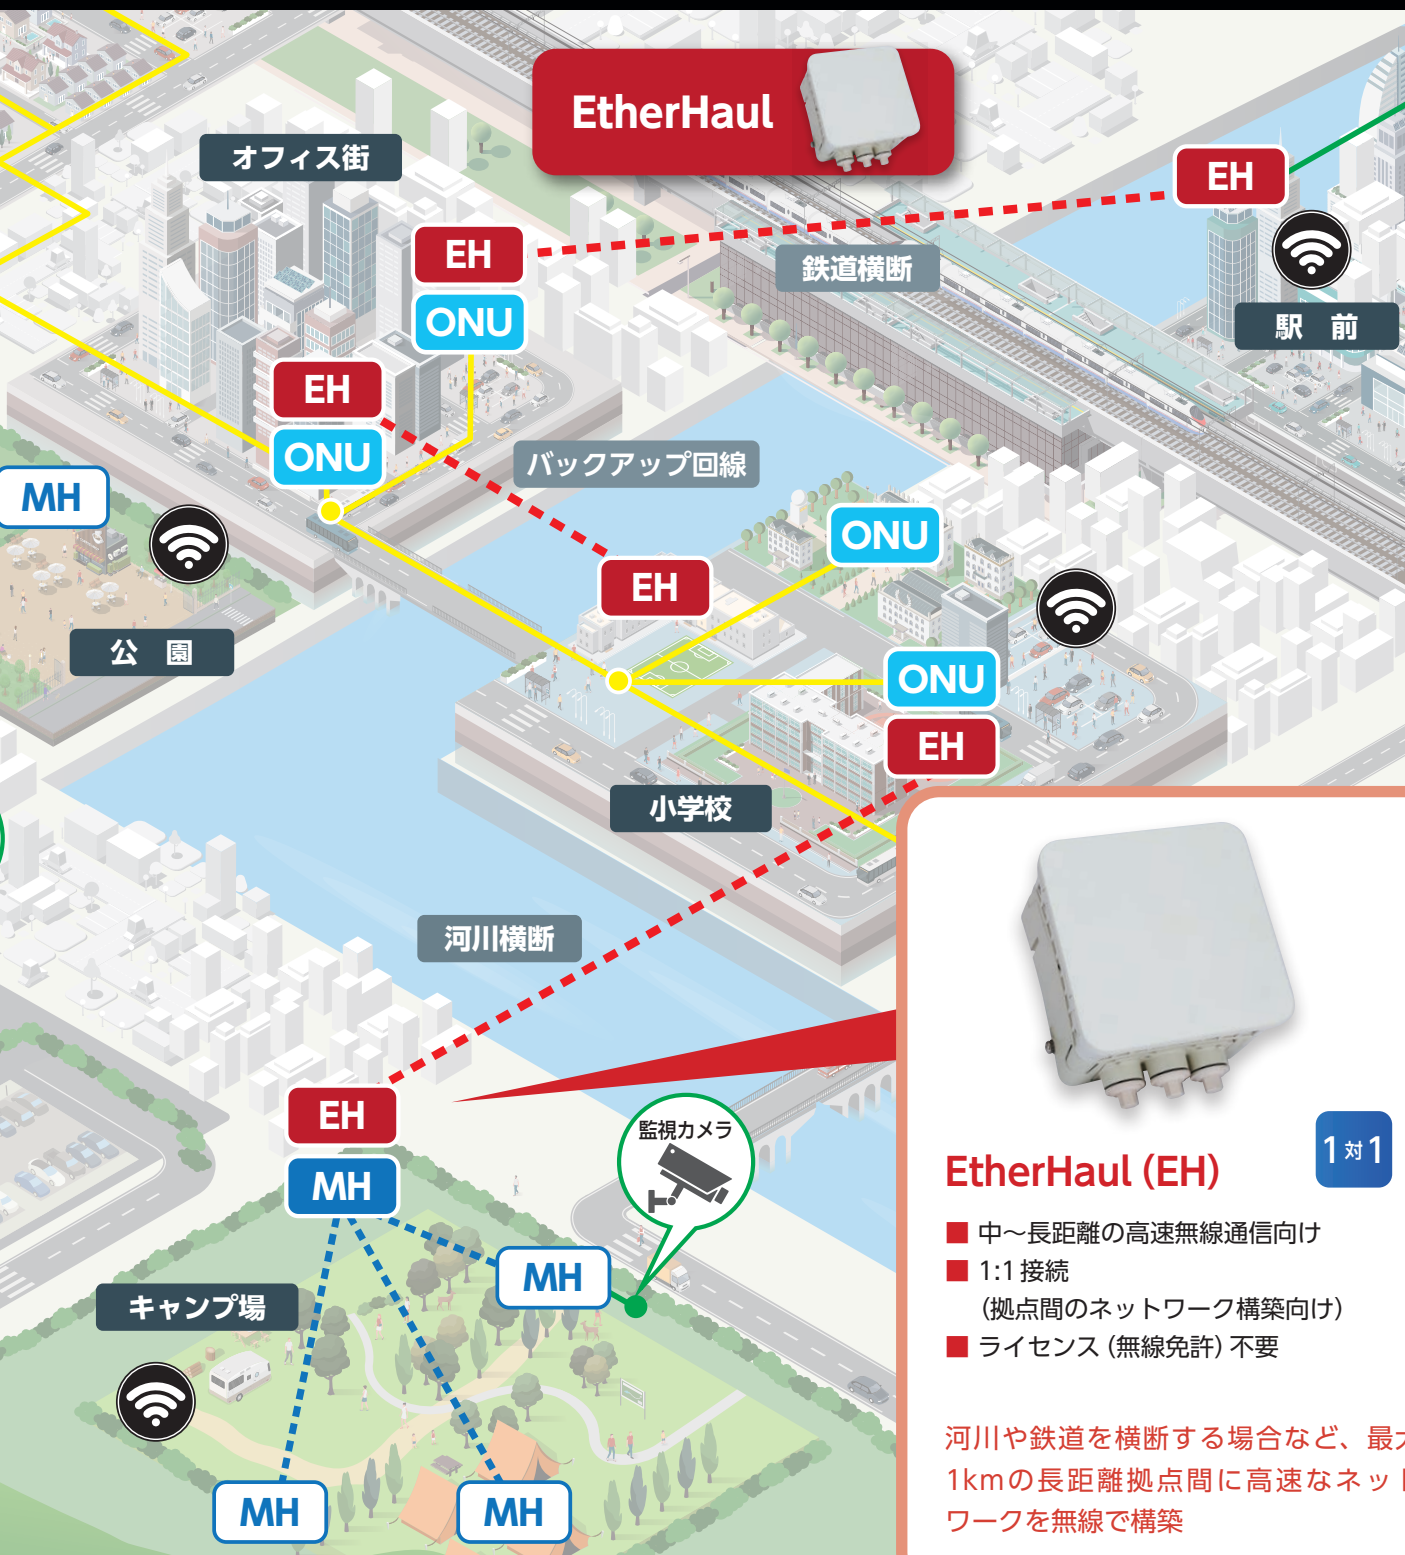 EtherHaul
オフィス街
EH
EH
ONU
鉄道横断
駅 前
EH
ONU
バックアップ回線
MH
ONU
EH
公 園
ONU
EH
小学校
河川横断
EH
MH
監視カメラ
MH
キャンプ場
MH
MH
EtherHaul (EH)
1対1
■ 中～長距離の高速無線通信向け
■ 1:1接続
(拠点間のネットワーク構築向け)
■ ライセンス (無線免許) 不要
河川や鉄道を横断する場合など、最
1kmの長距離拠点間に高速なネッ
ワークを無線で構築